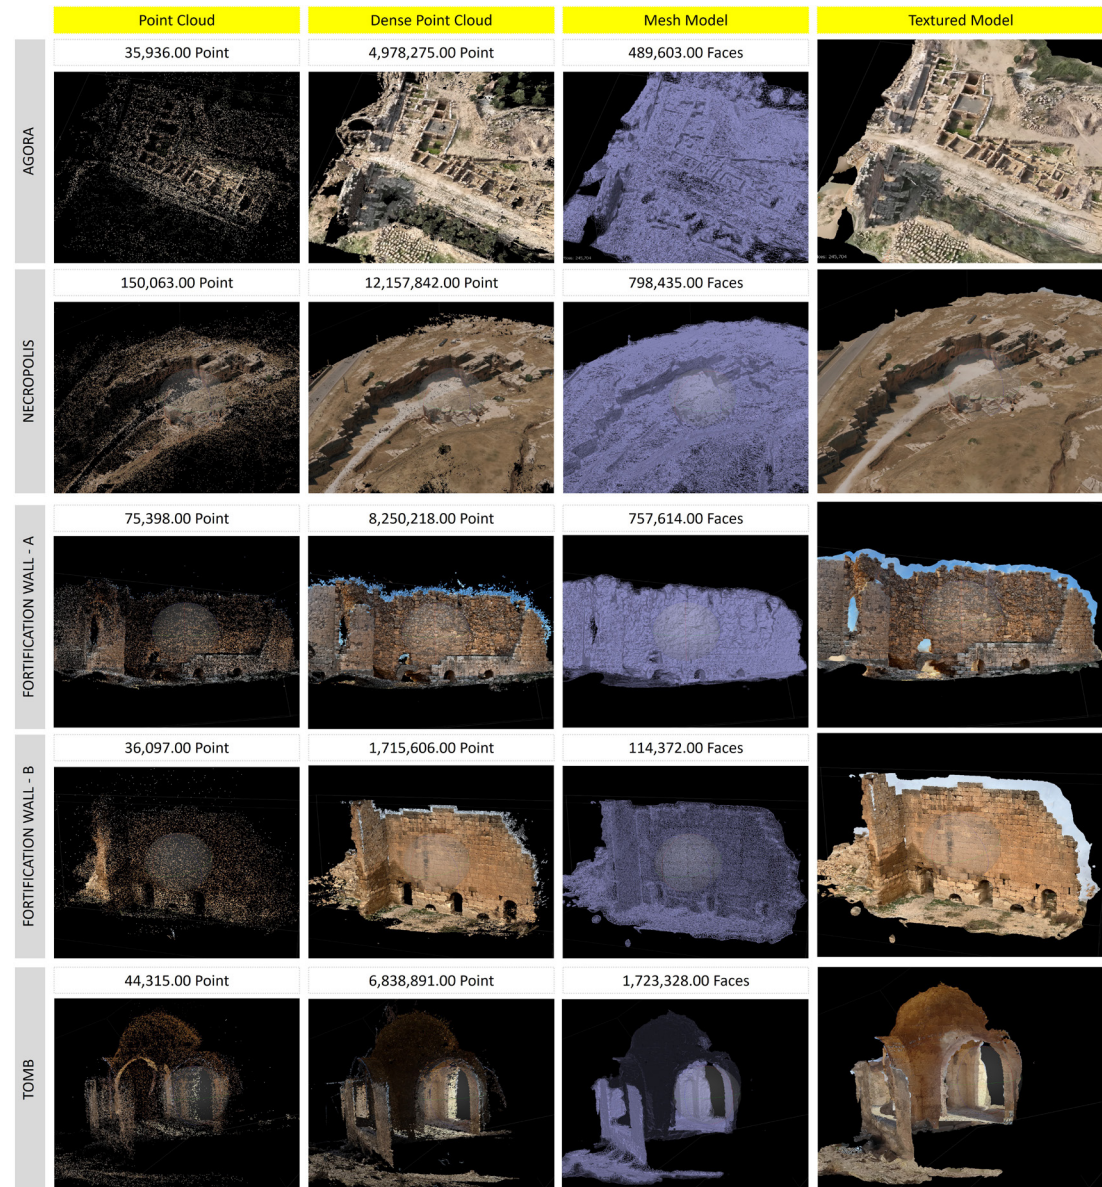 Point Cloud Dense Point Cloud Mesh Model Textured Model
AGORA
35,936.00 Point 4,978,275.00 Point 489,603.00 Faces
NECROPOLIS
150,063.00 Point 12,157,842.00 Point 798,435.00 Faces
FORTIFICATION WALL - A
75,398.00 Point 8,250,218.00 Point 757,614.00 Faces
FORTIFICATION WALL - B
36,097.00 Point 1,715,606.00 Point 114,372.00 Faces
TOMB
44,315.00 Point 6,838,891.00 Point 1,723,328.00 Faces